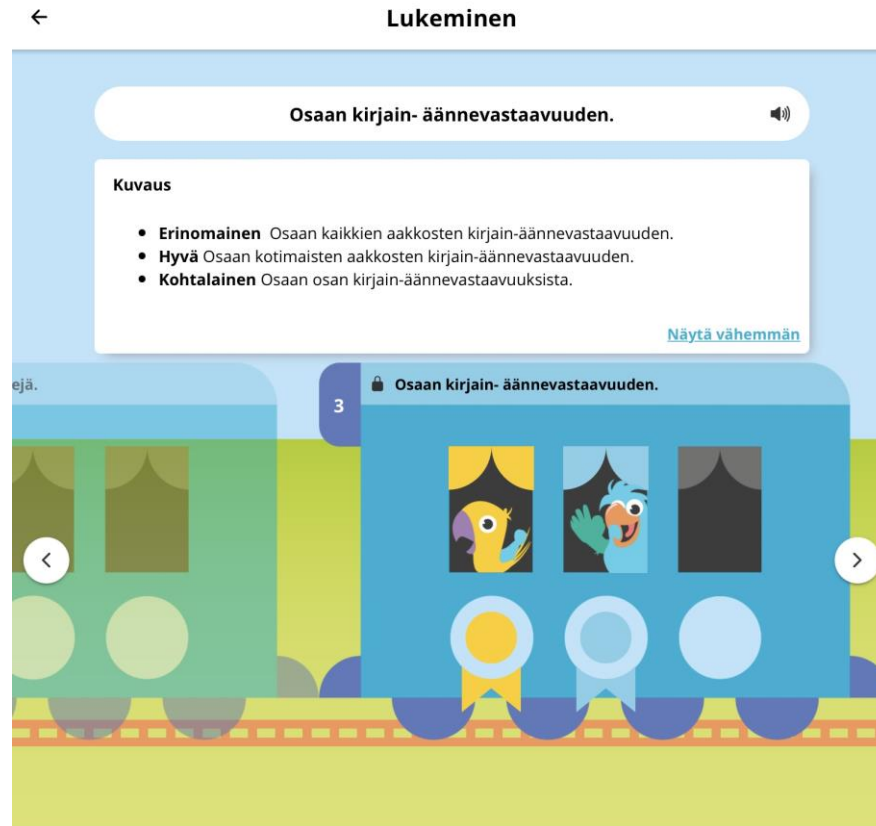 Lukeminen
Osaan kirjain- äännevastaavuuden.
Kuvaus
Erinomainen Osaan kaikkien aakkosten kirjain-äännevastaavuuden.
Hyvä Osaan kotimaisten aakkosten kirjain-äännevastaavuuden.
Kohtalainen Osaan osan kirjain-äännevastaavuuksista.
Näytä vähemmän
ejä.
3
Osaan kirjain- äännevastaavuuden.